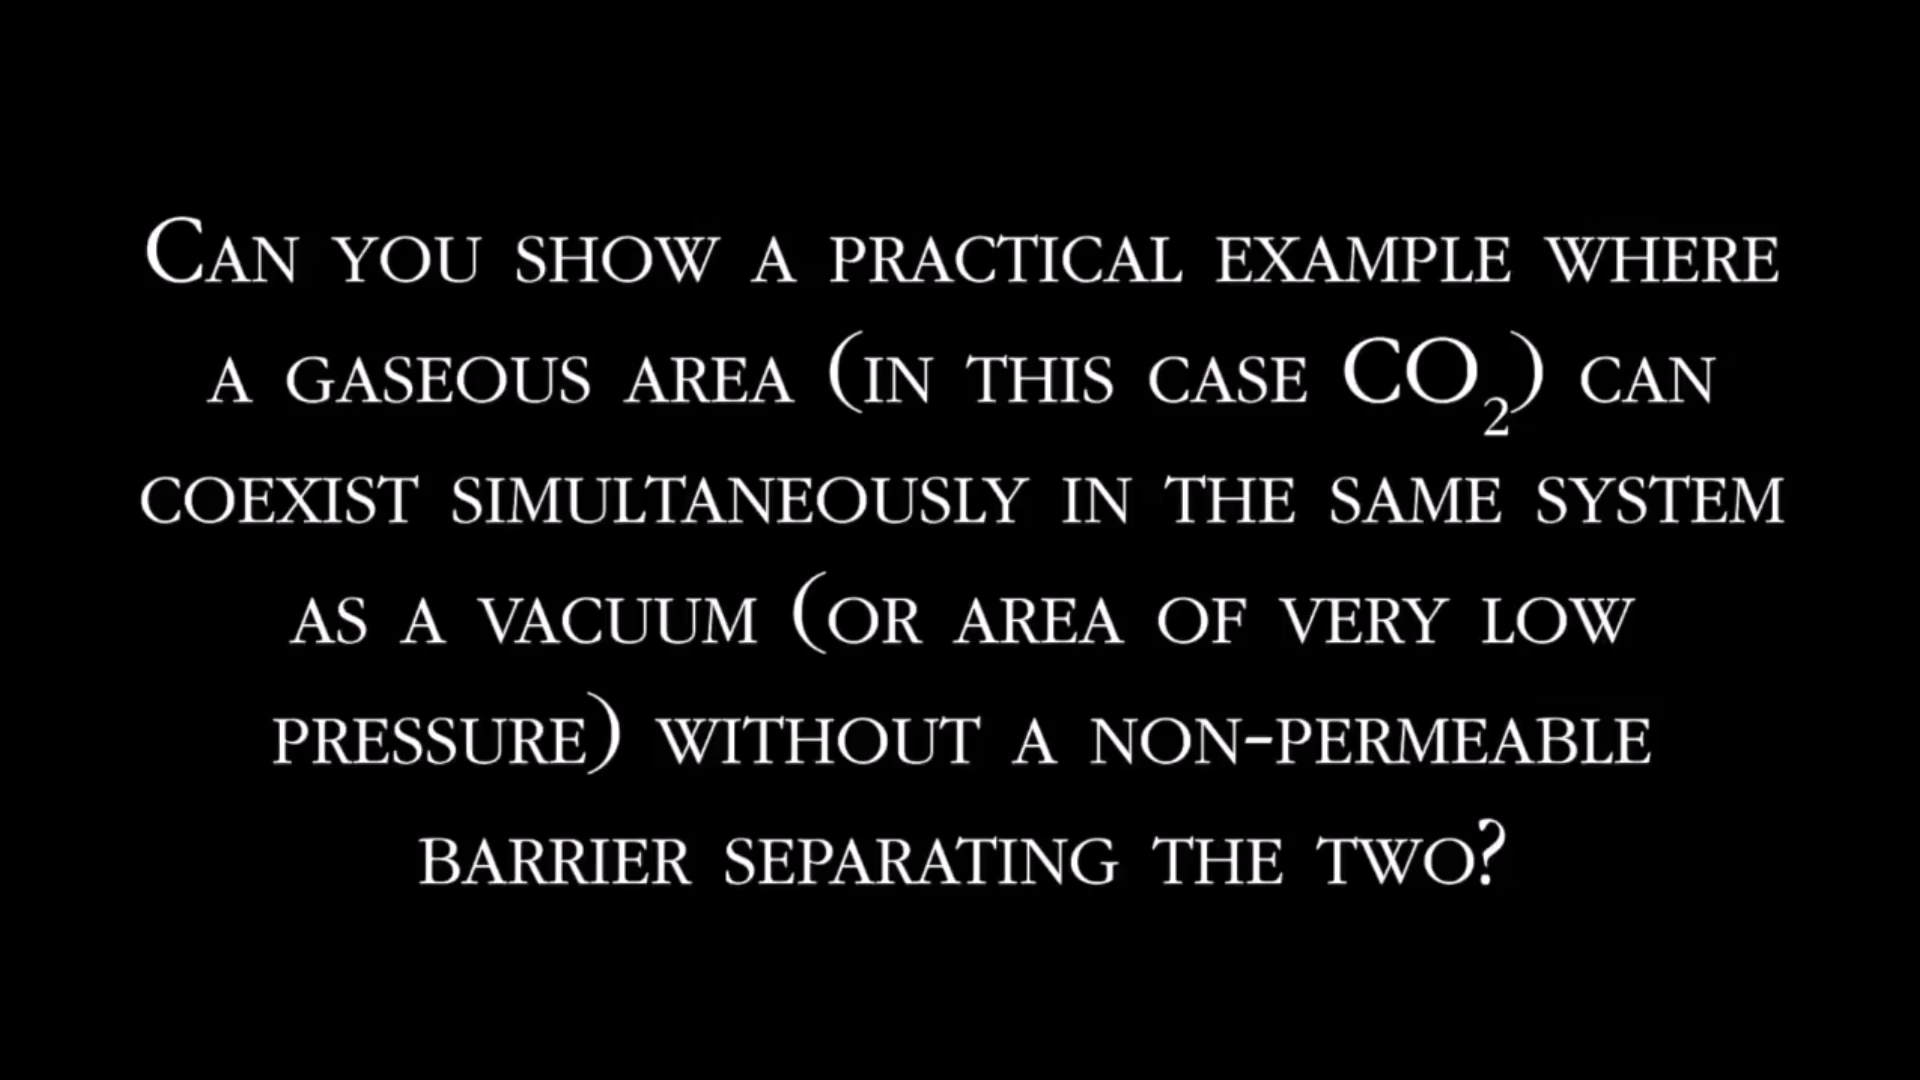 Can you show a practical example where
a gaseous area (in this case CO₂) can
coexist simultaneously in the same system
as a vacuum (or area of very low
pressure) without a non-permeable
barrier separating the two?